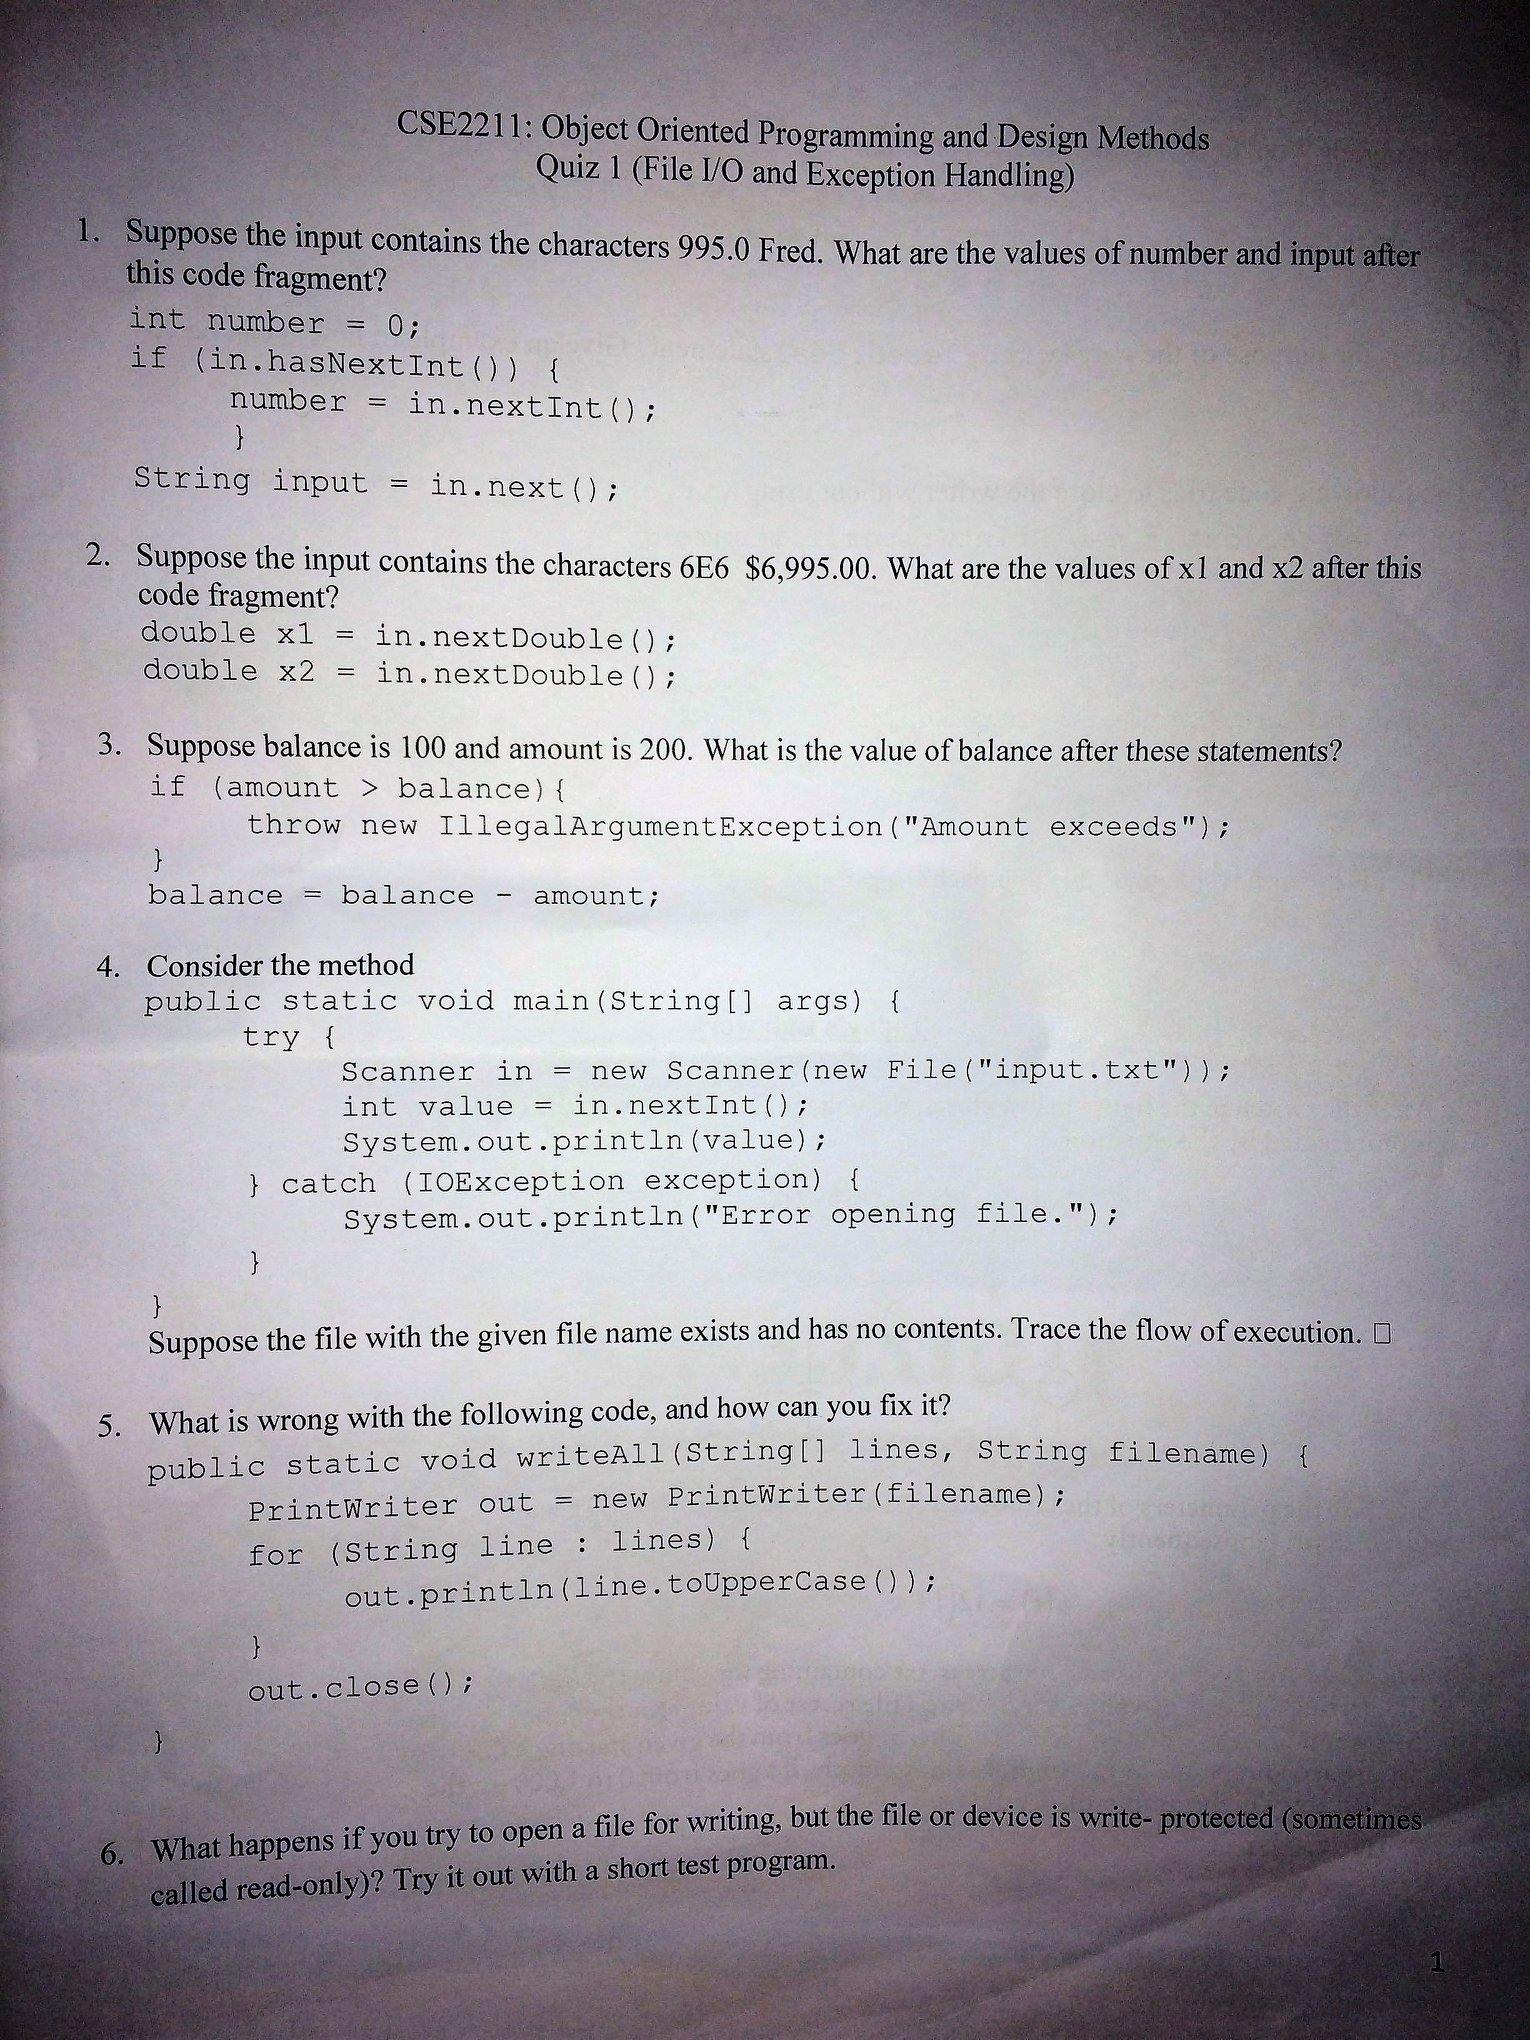 CSE2211: Object Oriented Programming and Design Methods
Quiz 1 (File I/O and Exception Handling)
1. Suppose the input contains the characters 995.0 Fred. What are the values of number and input after
this code fragment?
int number = 0;
if (in.hasNextInt()) {
number = in.nextInt();
}
String input = in.next();
2. Suppose the input contains the characters 6E6 $6,995.00. What are the values of x1 and x2 after this
code fragment?
double x1 = in.nextDouble();
double x2 = in.nextDouble();
3. Suppose balance is 100 and amount is 200. What is the value of balance after these statements?
if (amount > balance){
throw new IllegalArgumentException("Amount exceeds");
}
balance = balance - amount;
4. Consider the method
public static void main(String[] args) {
try {
Scanner in = new Scanner(new File("input.txt"));
int value = in.nextInt();
System.out.println(value);
} catch (IOException exception) {
System.out.println("Error opening file.");
}
}
Suppose the file with the given file name exists and has no contents. Trace the flow of execution. □
5. What is wrong with the following code, and how can you fix it?
public static void writeAll(String[] lines, String filename) {
PrintWriter out = new PrintWriter(filename);
for (String line : lines) {
out.println(line.toUpperCase());
}
out.close();
}
6. What happens if you try to open a file for writing, but the file or device is write- protected (sometimes
called read-only)? Try it out with a short test program.
1